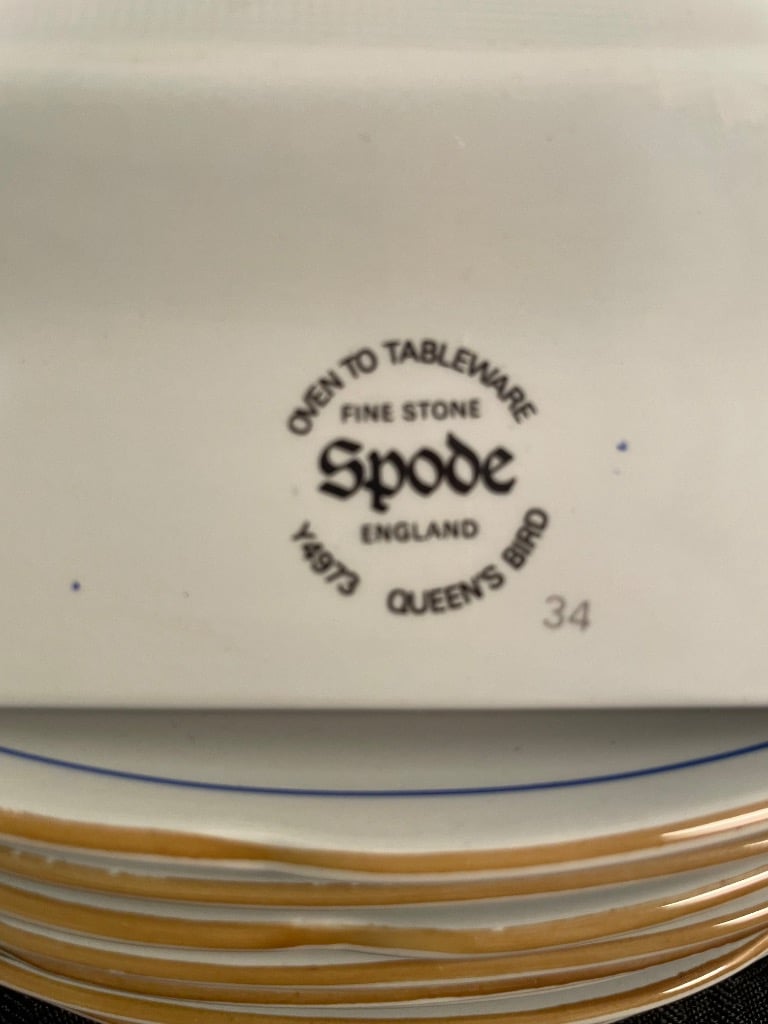 OVEN TO TABLEWARE
FINE STONE
Spode
ENGLAND
Y4973 QUEEN'S BIRD
34